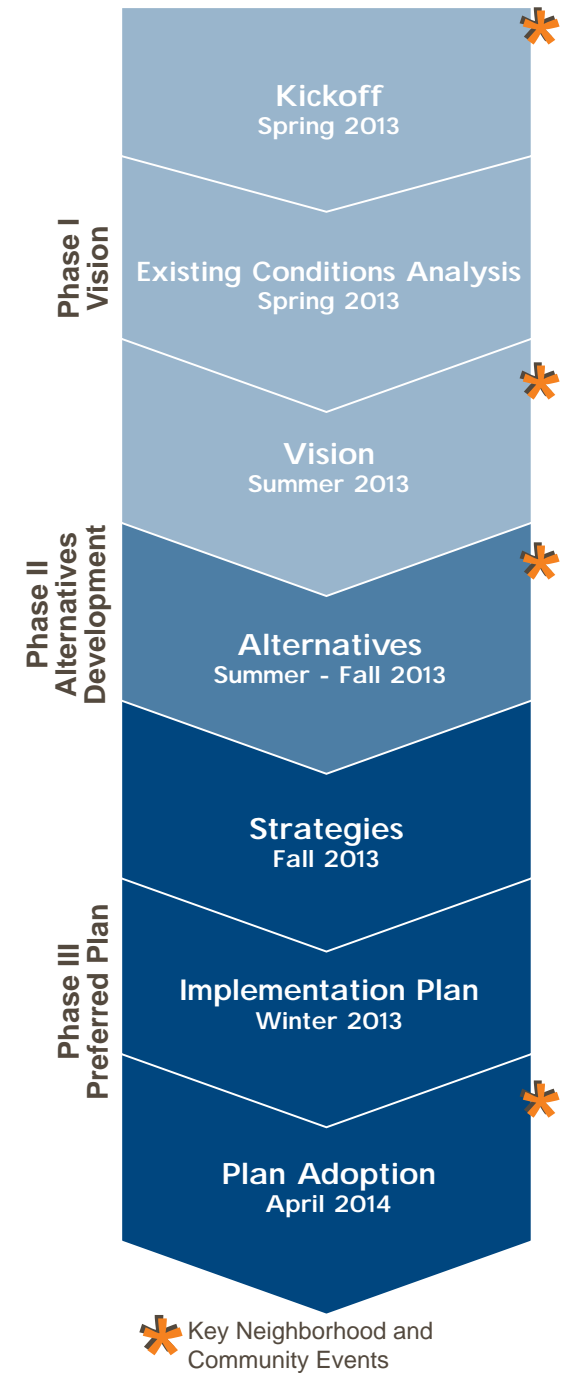 Phase I
Vision
Kickoff
Spring 2013
Existing Conditions Analysis
Spring 2013
Vision
Summer 2013
Phase II
Alternatives
Development
Alternatives
Summer - Fall 2013
Phase III
Preferred Plan
Strategies
Fall 2013
Implementation Plan
Winter 2013
Plan Adoption
April 2014
Key Neighborhood and
Community Events